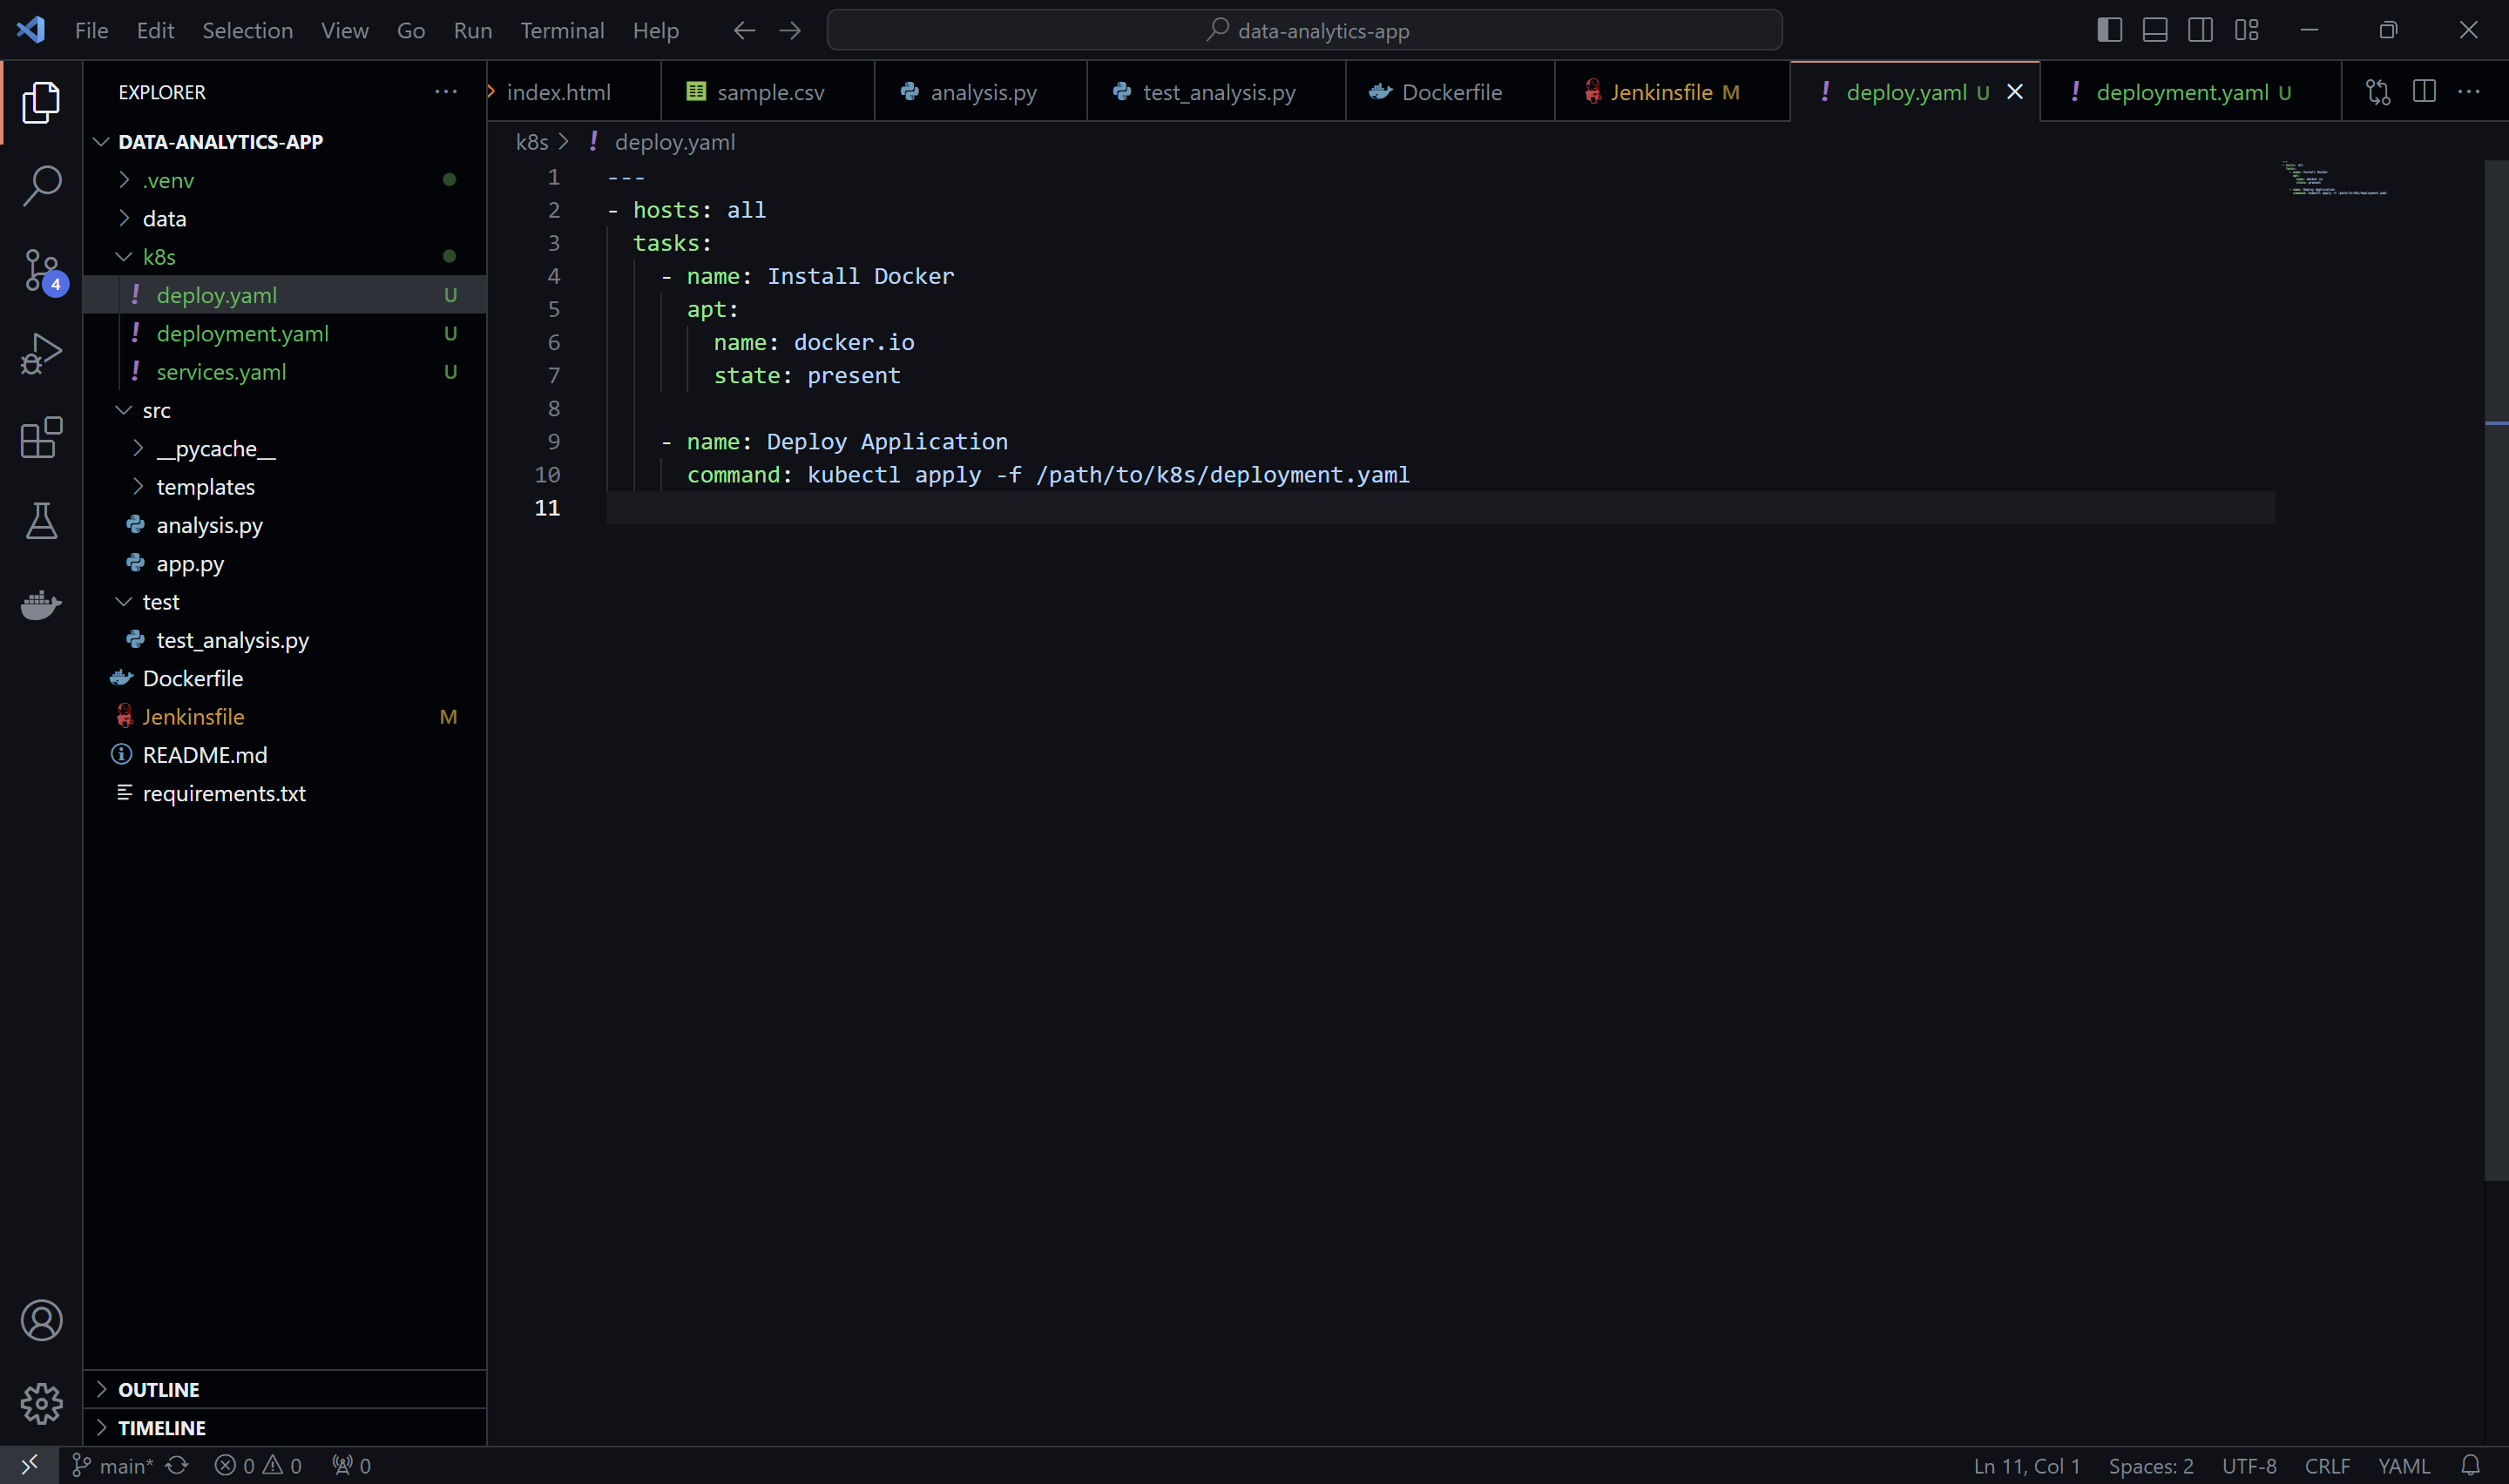 File Edit Selection View Go Run Terminal Help data-analytics-app
EXPLORER
index.html sample.csv analysis.py test_analysis.py Dockerfile Jenkinsfile M ! deploy.yaml U ! deployment.yaml U
k8s > ! deploy.yaml
DATA-ANALYTICS-APP
.venv
data
k8s
! deploy.yaml U
! deployment.yaml U
! services.yaml U
src
__pycache__
templates
analysis.py
app.py
test
test_analysis.py
Dockerfile
Jenkinsfile M
README.md
requirements.txt
OUTLINE
TIMELINE
4
1 ---
2 - hosts: all
3 tasks:
4 - name: Install Docker
5 apt:
6 name: docker.io
7 state: present
8
9 - name: Deploy Application
10 command: kubectl apply -f /path/to/k8s/deployment.yaml
11
main* 0 0 0 Ln 11, Col 1 Spaces: 2 UTF-8 CRLF YAML